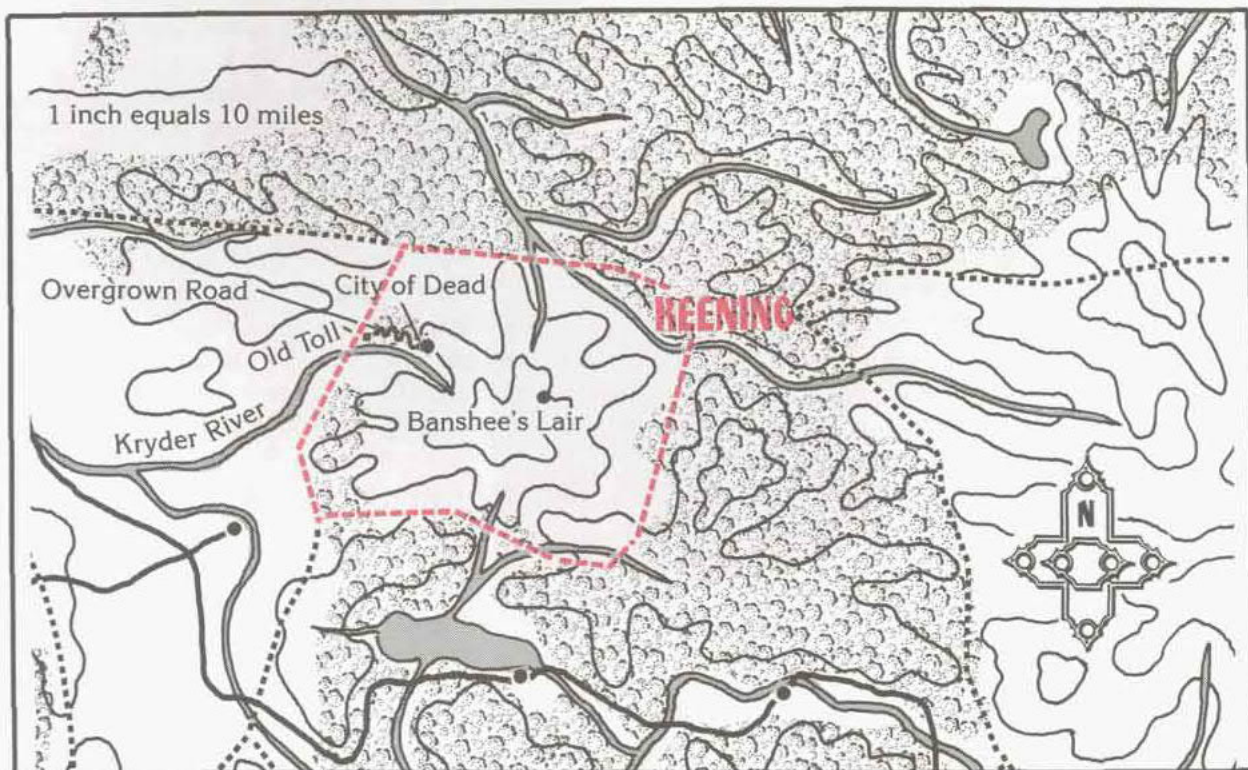 1 inch equals 10 miles
Overgrown Road
City of Dead
KEENING
Old Toll
Kryder River
Banshee's Lair
N